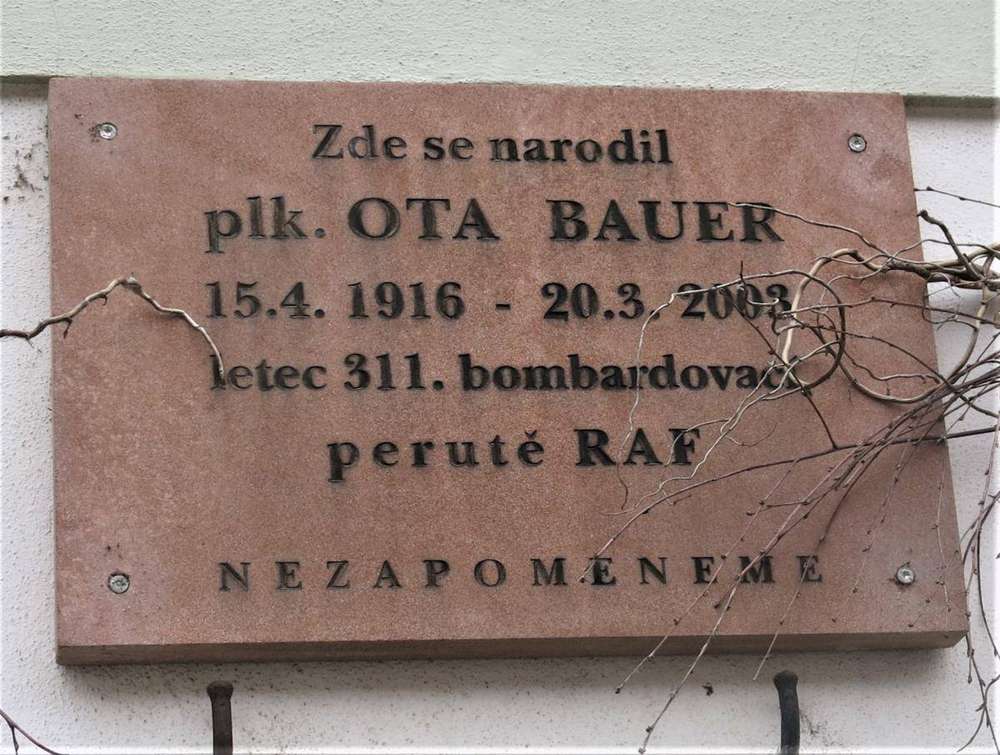 Zde se narodil
plk. OTA BAUER
15.4. 1916 - 20.3. 2003
letec 311. bombardovací
perutě RAF
NEZAPOMENEME